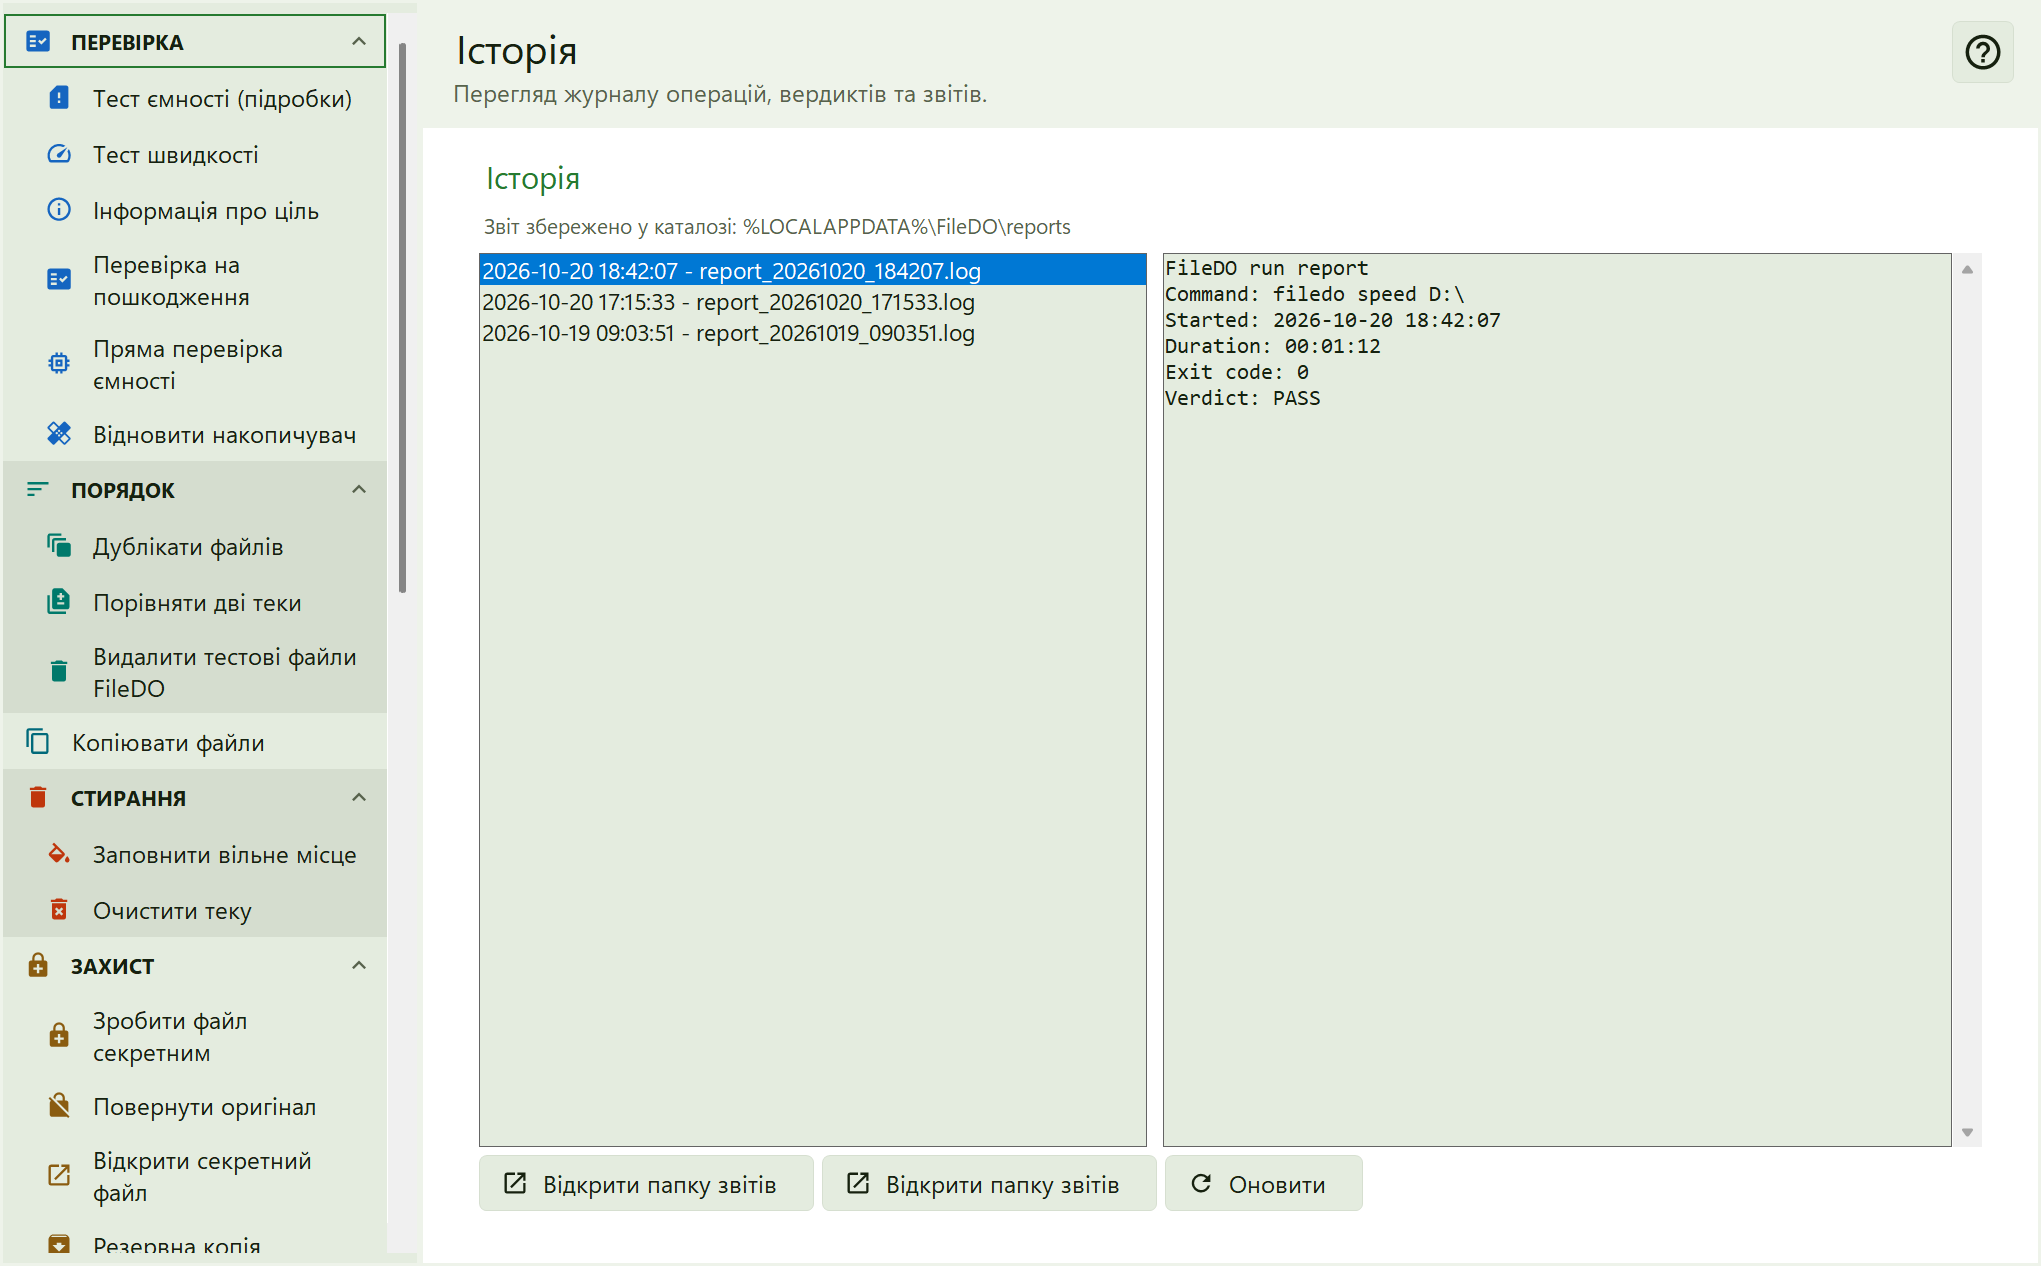 ПЕРЕВІРКА
Тест ємності (підробки)
Тест швидкості
Інформація про ціль
Перевірка на
пошкодження
Пряма перевірка
ємності
Відновити накопичувач
ПОРЯДОК
Дублікати файлів
Порівняти дві теки
Видалити тестові файли
FileDO
Копіювати файли
СТИРАННЯ
Заповнити вільне місце
Очистити теку
ЗАХИСТ
Зробити файл
секретним
Повернути оригінал
Відкрити секретний
файл
Резервна копія
Історія
Перегляд журналу операцій, вердиктів та звітів.
Історія
Звіт збережено у каталозі: %LOCALAPPDATA%\FileDO\reports
2026-10-20 18:42:07 - report_20261020_184207.log
2026-10-20 17:15:33 - report_20261020_171533.log
2026-10-19 09:03:51 - report_20261019_090351.log
FileDO run report
Command: filedo speed D:\
Started: 2026-10-20 18:42:07
Duration: 00:01:12
Exit code: 0
Verdict: PASS
Відкрити папку звітів
Відкрити папку звітів
Оновити